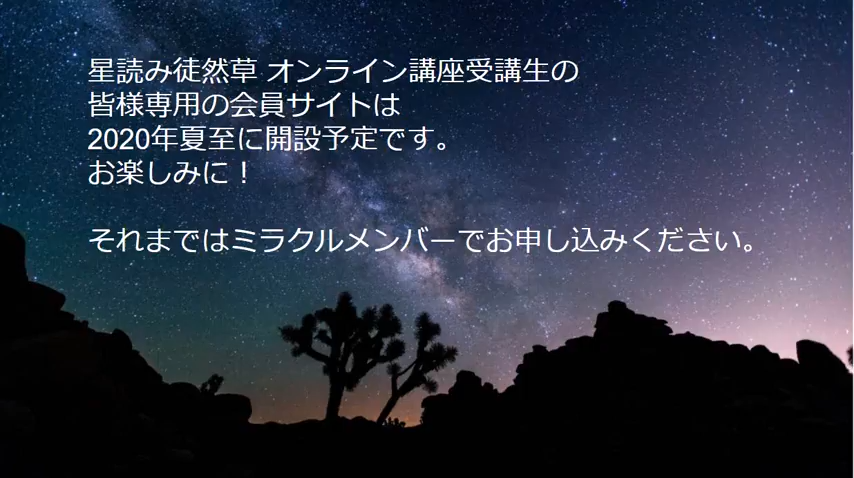 星読み徒然草 オンライン講座受講生の
皆様専用の会員サイトは
2020年夏至に開設予定です。
お楽しみに！
それまではミラクルメンバーでお申し込みください。